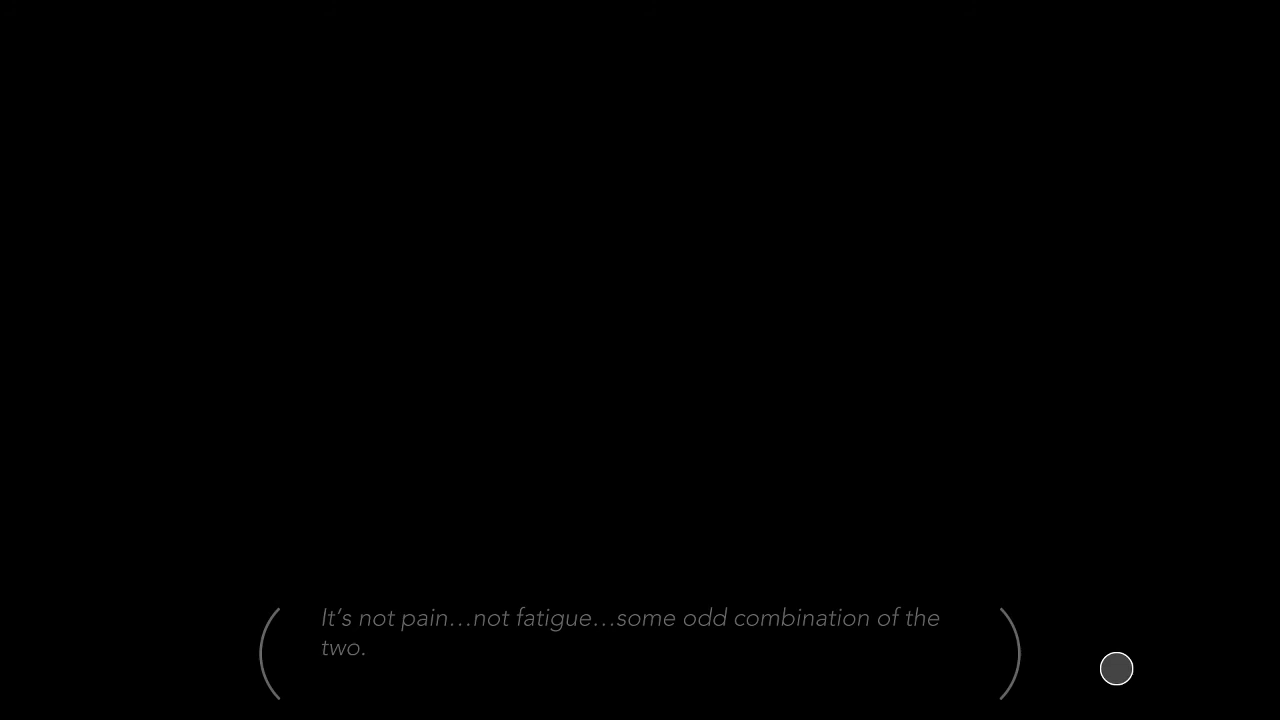 It’s not pain…not fatigue…some odd combination of the
two.